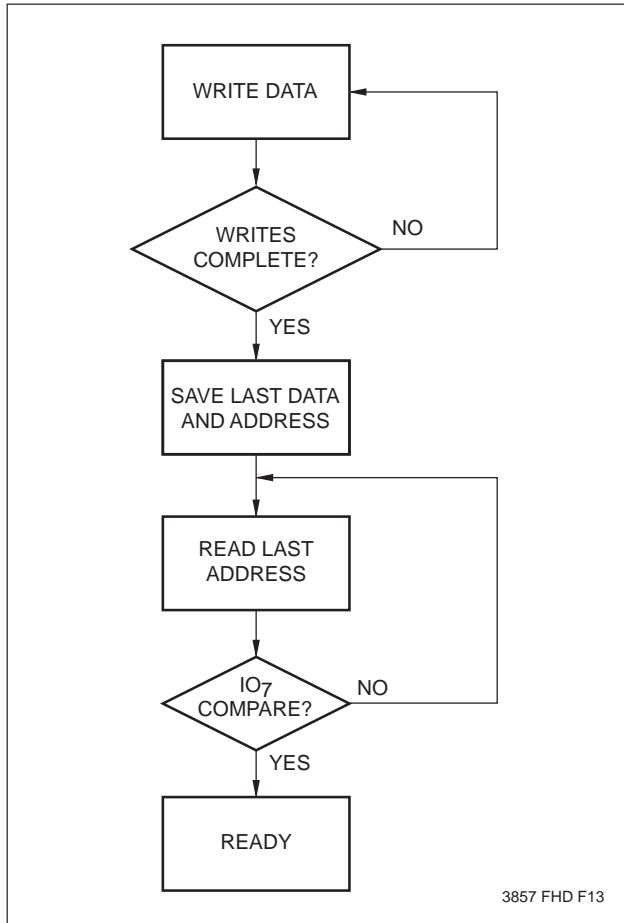 WRITE DATA
WRITES
COMPLETE?
NO
YES
SAVE LAST DATA
AND ADDRESS
READ LAST
ADDRESS
IO7
COMPARE?
NO
YES
READY
3857 FHD F13